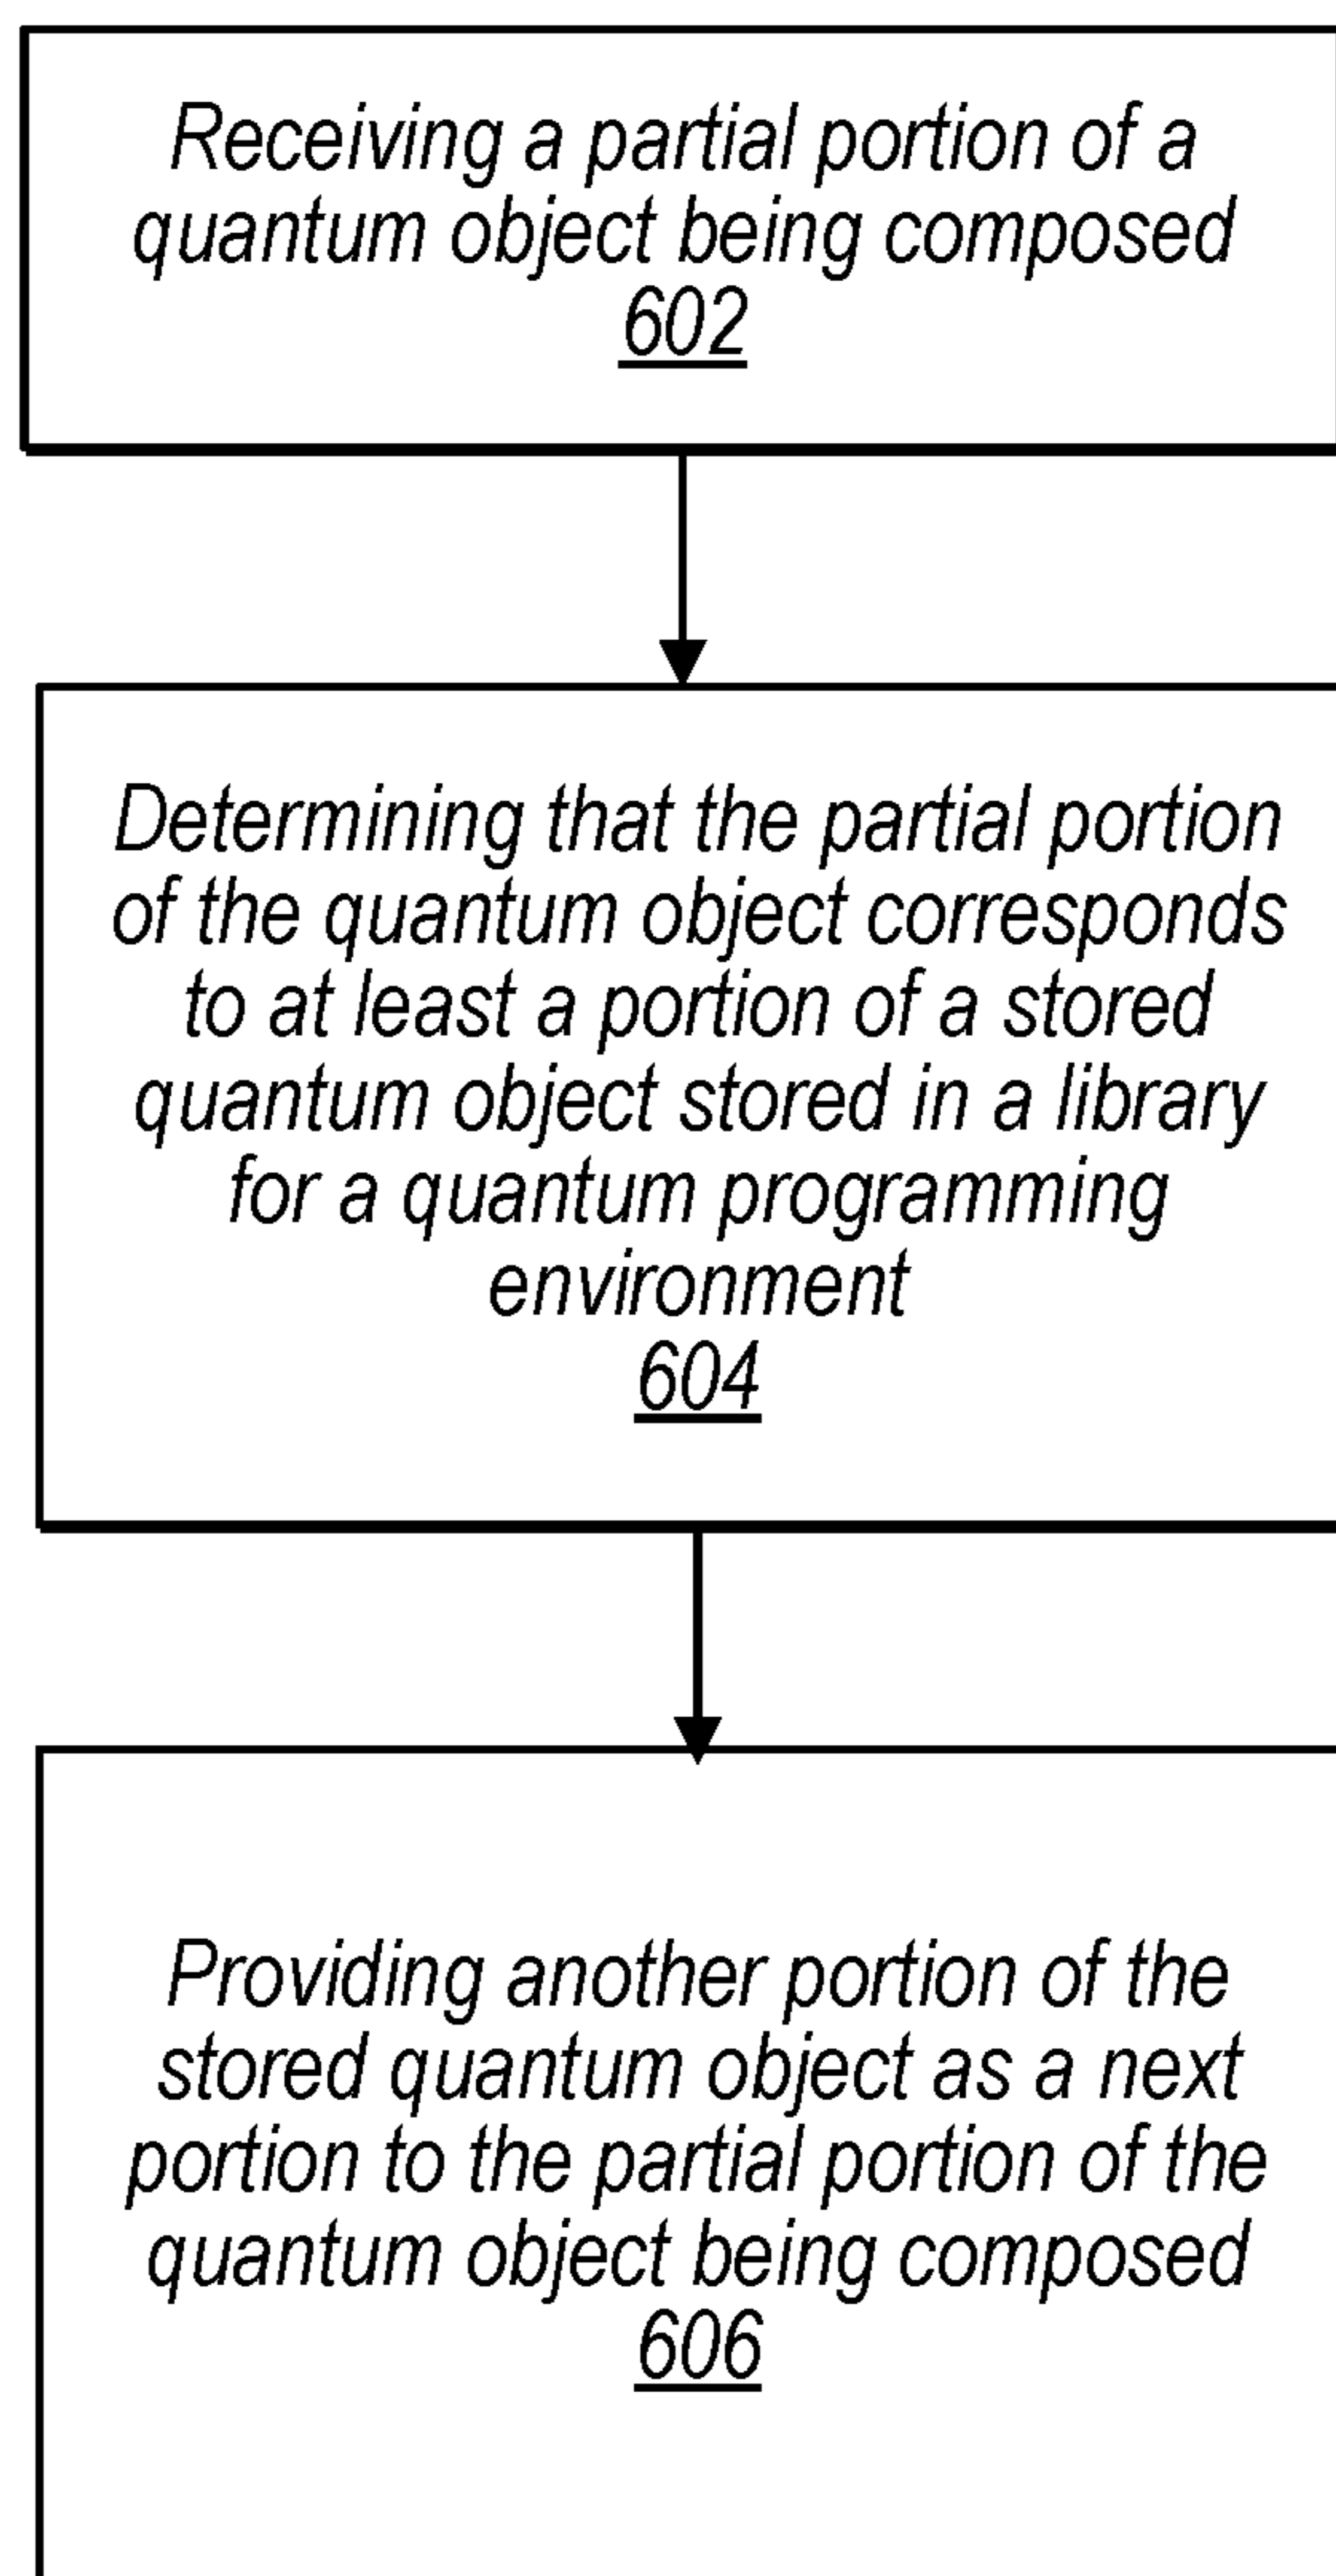 Receiving a partial portion of a
quantum object being composed
602
Determining that the partial portion
of the quantum object corresponds
to at least a portion of a stored
quantum object stored in a library
for a quantum programming
environment
604
Providing another portion of the
stored quantum object as a next
portion to the partial portion of the
quantum object being composed
606